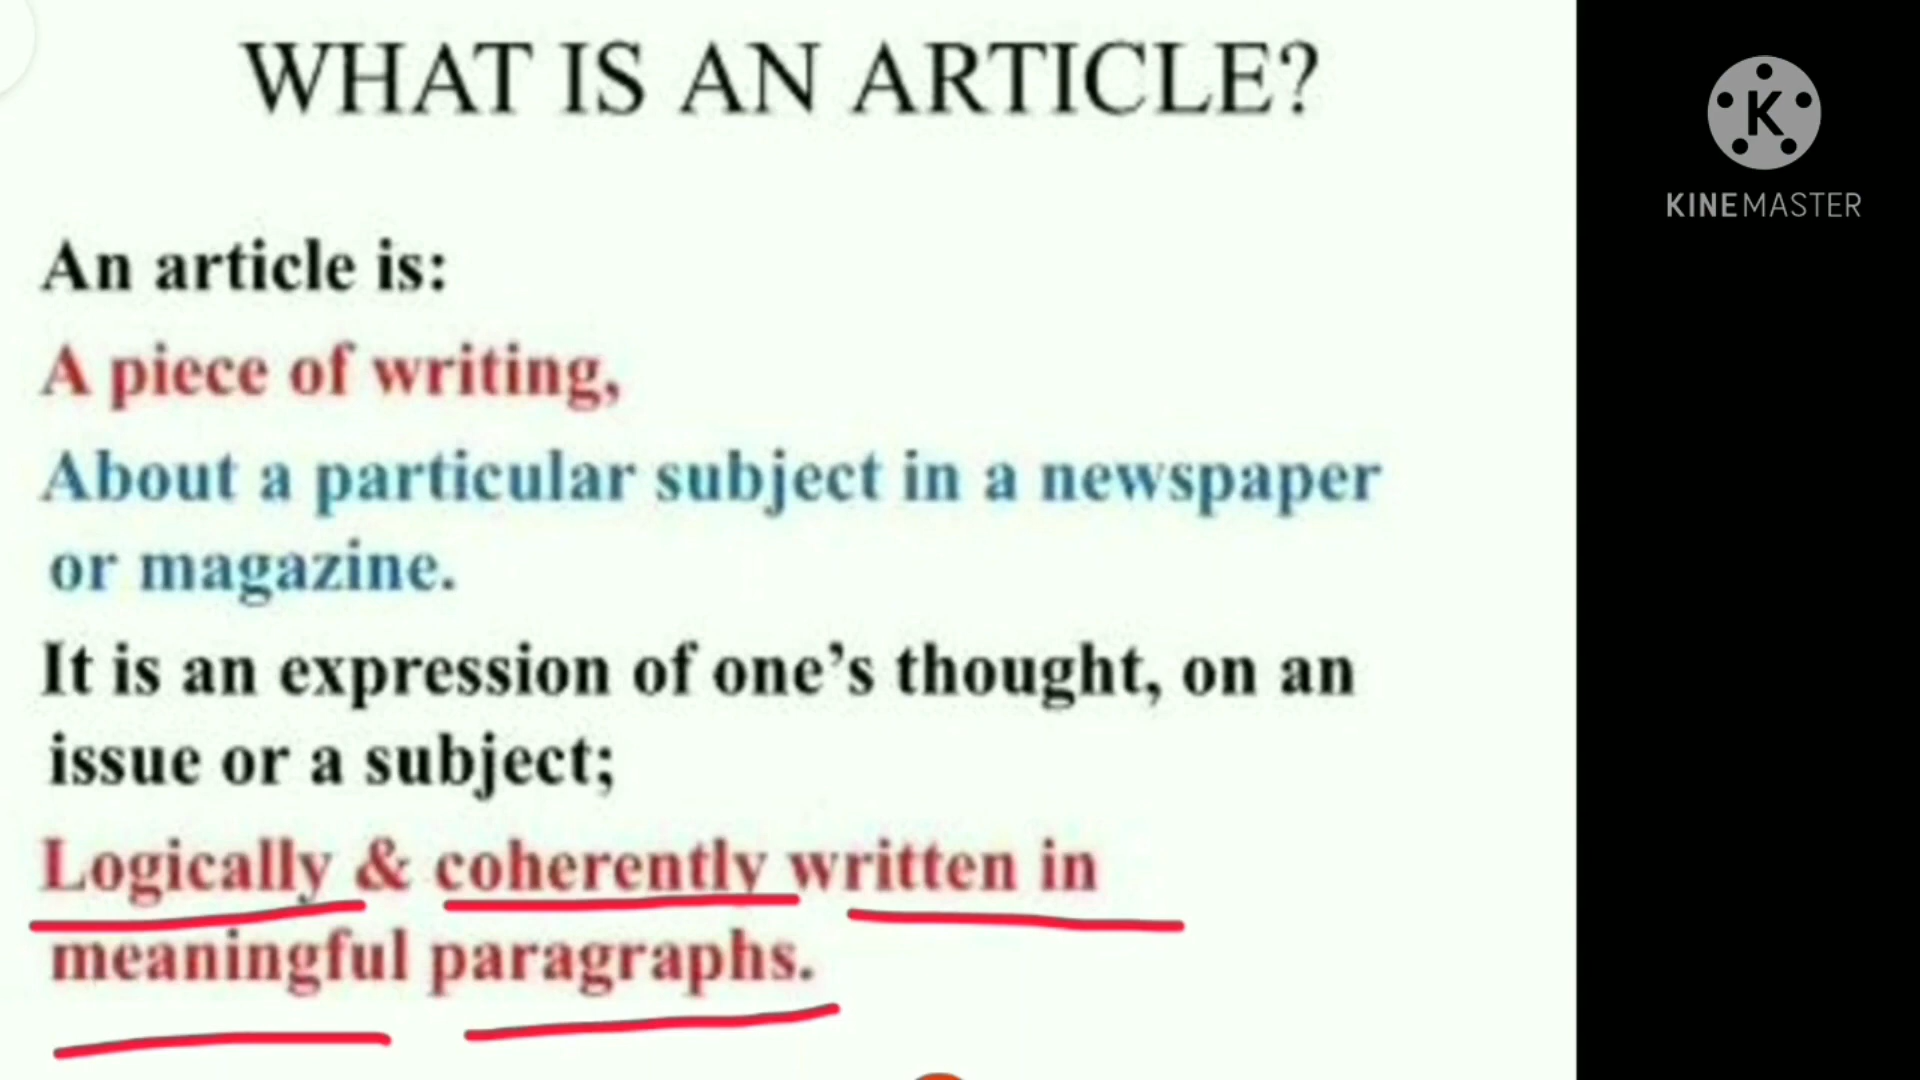 WHAT IS AN ARTICLE?
An article is:
A piece of writing,
About a particular subject in a newspaper
or magazine.
It is an expression of one's thought, on an
issue or a subject;
Logically & coherently written in
meaningful paragraphs.
K
KINEMASTER